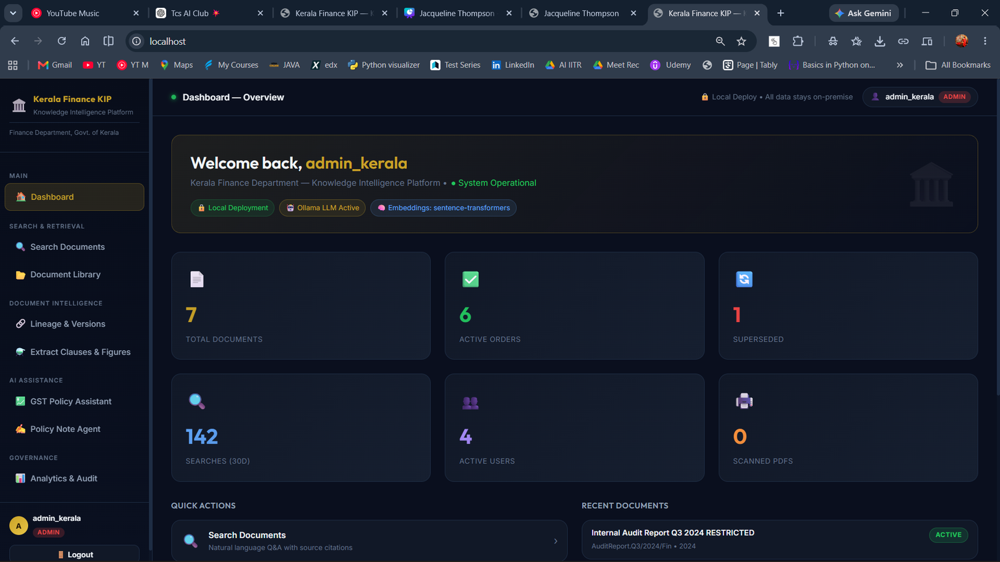 YouTube Music
Tcs AI Club
Kerala Finance KIP —
Jacqueline Thompson
Jacqueline Thompson
Kerala Finance KIP —
Ask Gemini
localhost
Gmail
YT
YT M
Maps
My Courses
JAVA
edx
Python visualizer
Test Series
LinkedIn
AI IITR
Meet Rec
Udemy
Page | Tably
Basics in Python on...
All Bookmarks
Kerala Finance KIP
Knowledge Intelligence Platform
Finance Department, Govt. of Kerala
MAIN
Dashboard
SEARCH & RETRIEVAL
Search Documents
Document Library
DOCUMENT INTELLIGENCE
Lineage & Versions
Extract Clauses & Figures
AI ASSISTANCE
GST Policy Assistant
Policy Note Agent
GOVERNANCE
Analytics & Audit
A
admin_kerala
ADMIN
Logout
Dashboard — Overview
Local Deploy • All data stays on-premise
admin_kerala ADMIN
Welcome back, admin_kerala
Kerala Finance Department — Knowledge Intelligence Platform • ● System Operational
Local Deployment
Ollama LLM Active
Embeddings: sentence-transformers
7
TOTAL DOCUMENTS
6
ACTIVE ORDERS
1
SUPERSEDED
142
SEARCHES (30D)
4
ACTIVE USERS
0
SCANNED PDFS
QUICK ACTIONS
Search Documents
Natural language Q&A with source citations
RECENT DOCUMENTS
Internal Audit Report Q3 2024 RESTRICTED
AuditReport.Q3/2024/Fin • 2024
ACTIVE